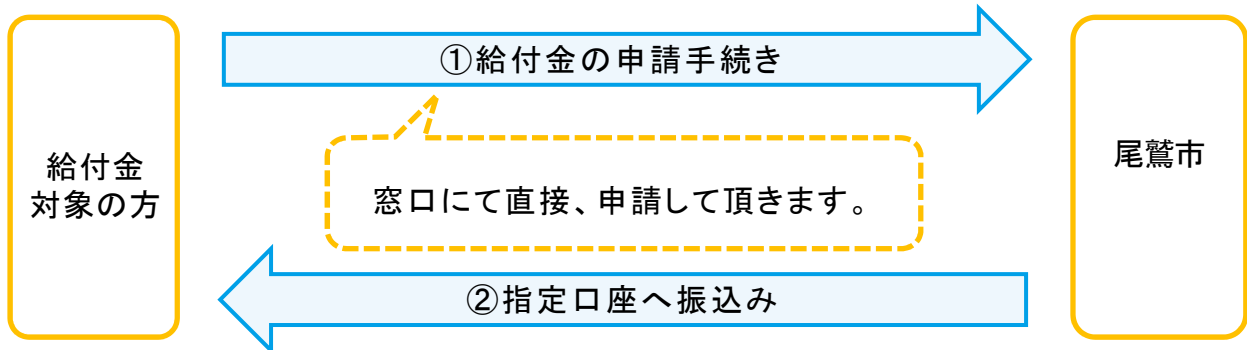 ①給付金の申請手続き
給付金
対象の方
窓口にて直接、申請して頂きます。
尾鷲市
②指定口座へ振込み